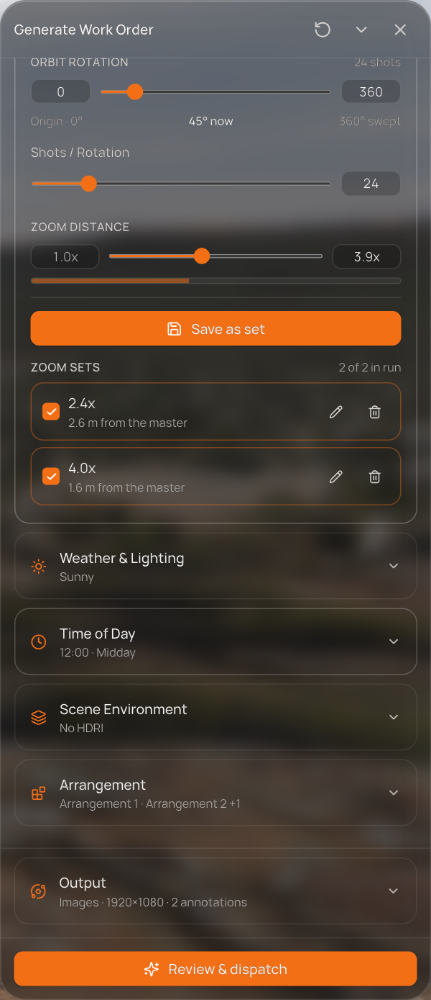 Generate Work Order
ORBIT ROTATION 24 shots
0 360
Origin · 0° 45° now 360° swept
Shots / Rotation
24
ZOOM DISTANCE
1.0x 3.9x
Save as set
ZOOM SETS 2 of 2 in run
2.4x
2.6 m from the master
4.0x
1.6 m from the master
Weather & Lighting
Sunny
Time of Day
12:00 · Midday
Scene Environment
No HDRI
Arrangement
Arrangement 1 · Arrangement 2 +1
Output
Images · 1920×1080 · 2 annotations
Review & dispatch